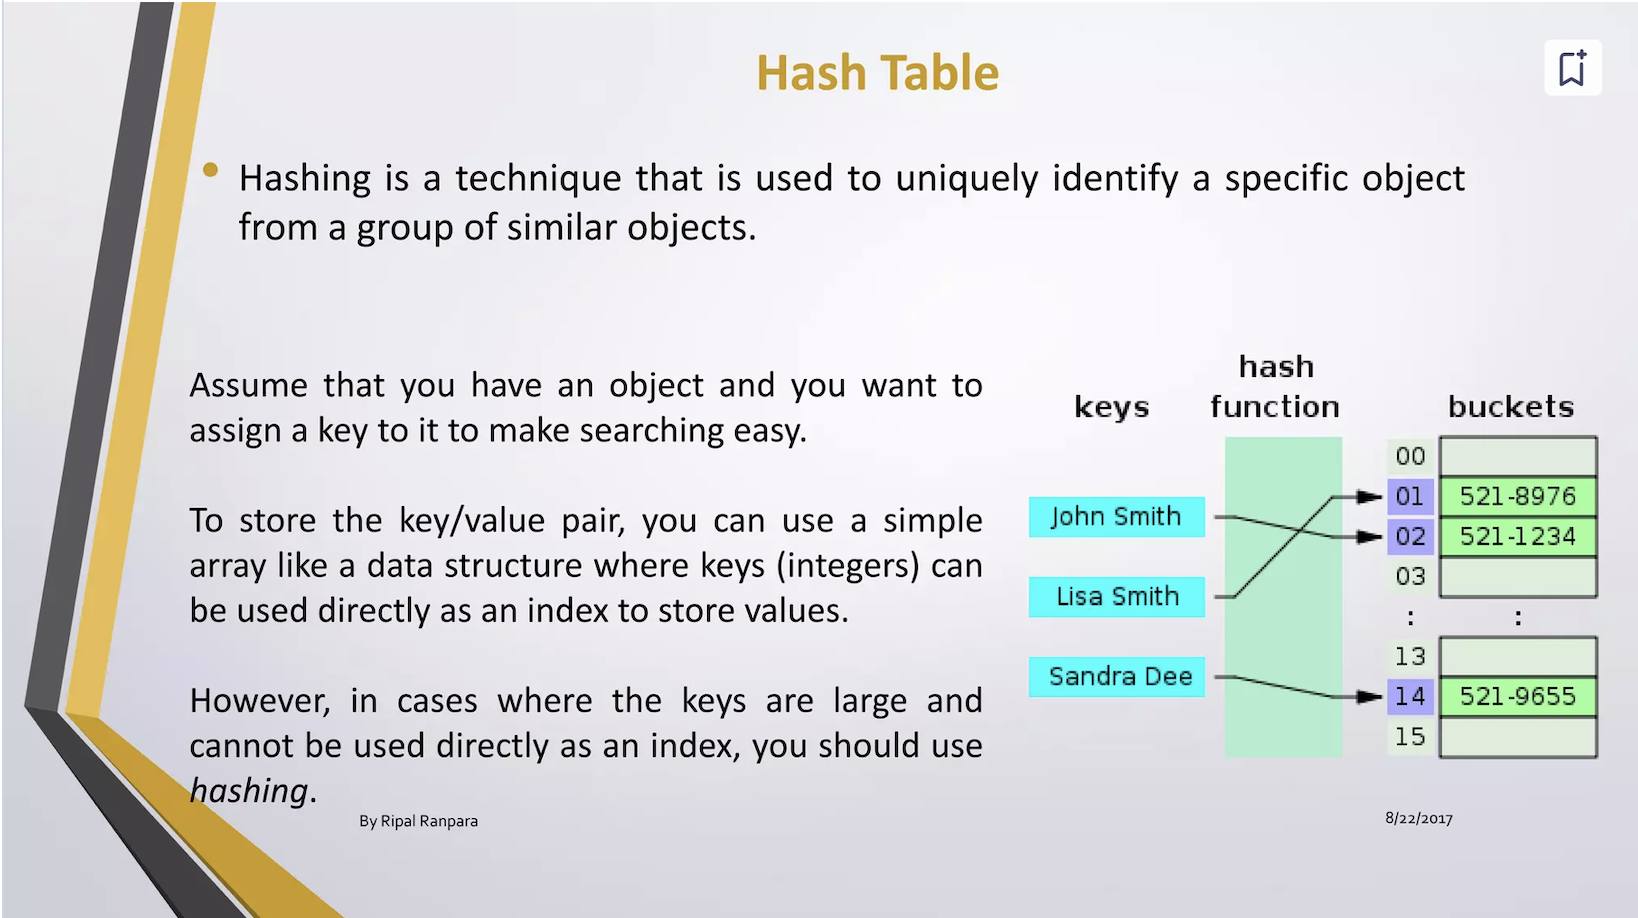 Hash Table
• Hashing is a technique that is used to uniquely identify a specific object
from a group of similar objects.
Assume that you have an object and you want to
assign a key to it to make searching easy.
To store the key/value pair, you can use a simple
array like a data structure where keys (integers) can
be used directly as an index to store values.
However, in cases where the keys are large and
cannot be used directly as an index, you should use
hashing.
keys
hash
function
buckets
John Smith
Lisa Smith
Sandra Dee
00
01 521-8976
02 521-1234
03
: :
13
14 521-9655
15
By Ripal Ranpara
8/22/2017